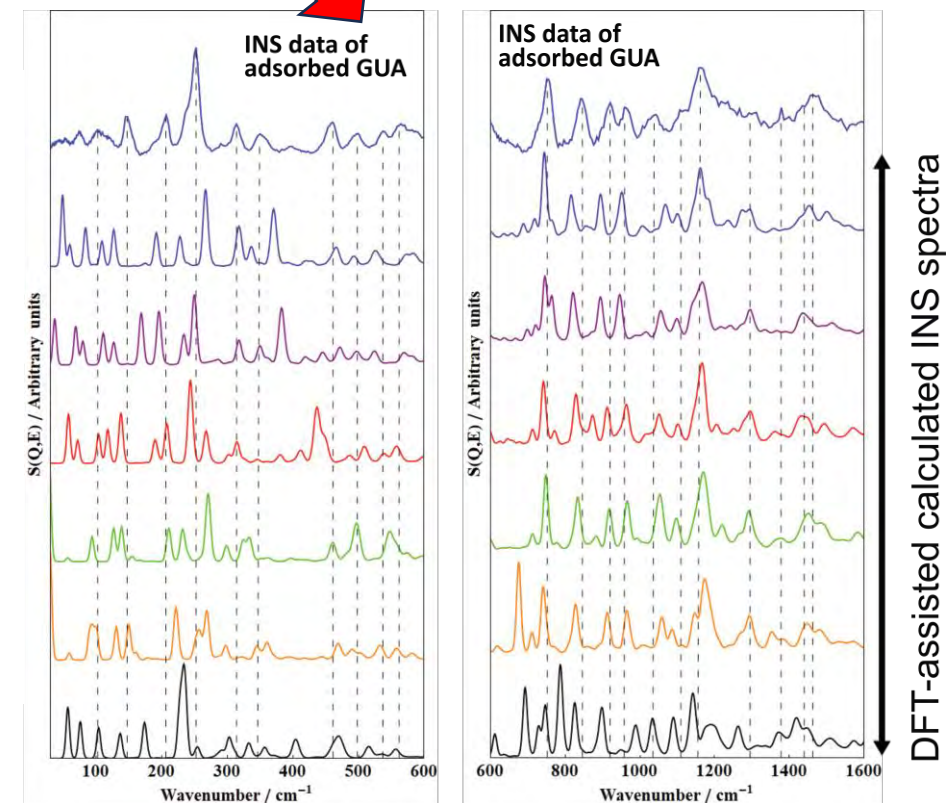 INS data of
adsorbed GUA
S(Q,E) / Arbitrary units
100 200 300 400 500 600
Wavenumber / cm⁻¹
INS data of
adsorbed GUA
S(Q,E) / Arbitrary units
600 800 1000 1200 1400 1600
Wavenumber / cm⁻¹
DFT-assisted calculated INS spectra